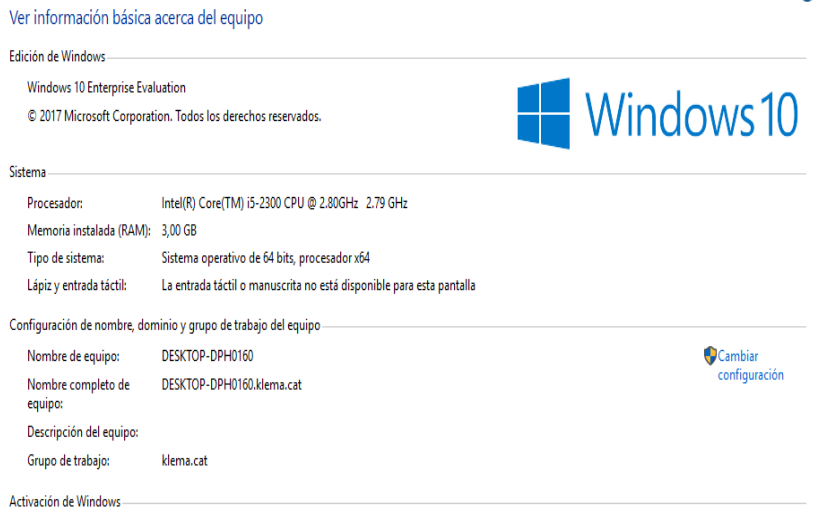 Ver información básica acerca del equipo
Edición de Windows
Windows 10 Enterprise Evaluation
© 2017 Microsoft Corporation. Todos los derechos reservados.
Windows 10
Sistema
Procesador: Intel(R) Core(TM) i5-2300 CPU @ 2.80GHz 2.79 GHz
Memoria instalada (RAM): 3,00 GB
Tipo de sistema: Sistema operativo de 64 bits, procesador x64
Lápiz y entrada táctil: La entrada táctil o manuscrita no está disponible para esta pantalla
Configuración de nombre, dominio y grupo de trabajo del equipo
Nombre de equipo: DESKTOP-DPH0160
Cambiar
configuración
Nombre completo de DESKTOP-DPH0160.klema.cat
equipo:
Descripción del equipo:
Grupo de trabajo: klema.cat
Activación de Windows